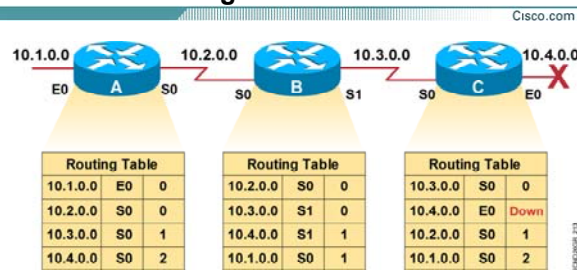 Cisco.com
10.1.0.0 10.2.0.0 10.3.0.0 10.4.0.0
X
E0 A S0 S0 B S1 S0 C E0
Routing Table Routing Table Routing Table
10.1.0.0 E0 0 10.2.0.0 S0 0 10.3.0.0 S0 0
10.2.0.0 S0 0 10.3.0.0 S1 0 10.4.0.0 E0 Down
10.3.0.0 S0 1 10.4.0.0 S1 1 10.2.0.0 S0 1
10.4.0.0 S0 2 10.1.0.0 S0 1 10.1.0.0 S0 2